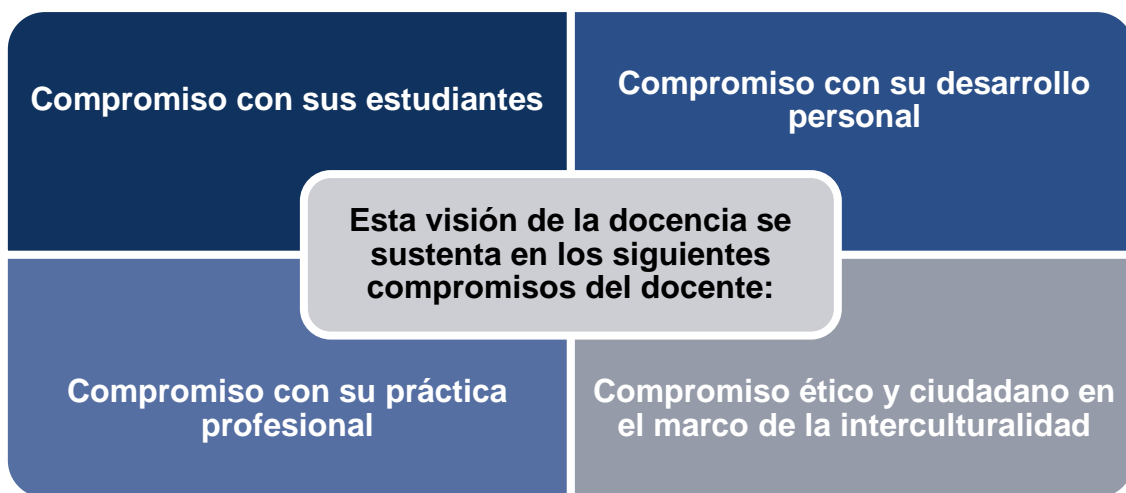 Compromiso con sus estudiantes
Compromiso con su desarrollo
personal
Esta visión de la docencia se
sustenta en los siguientes
compromisos del docente:
Compromiso con su práctica
profesional
Compromiso ético y ciudadano en
el marco de la interculturalidad